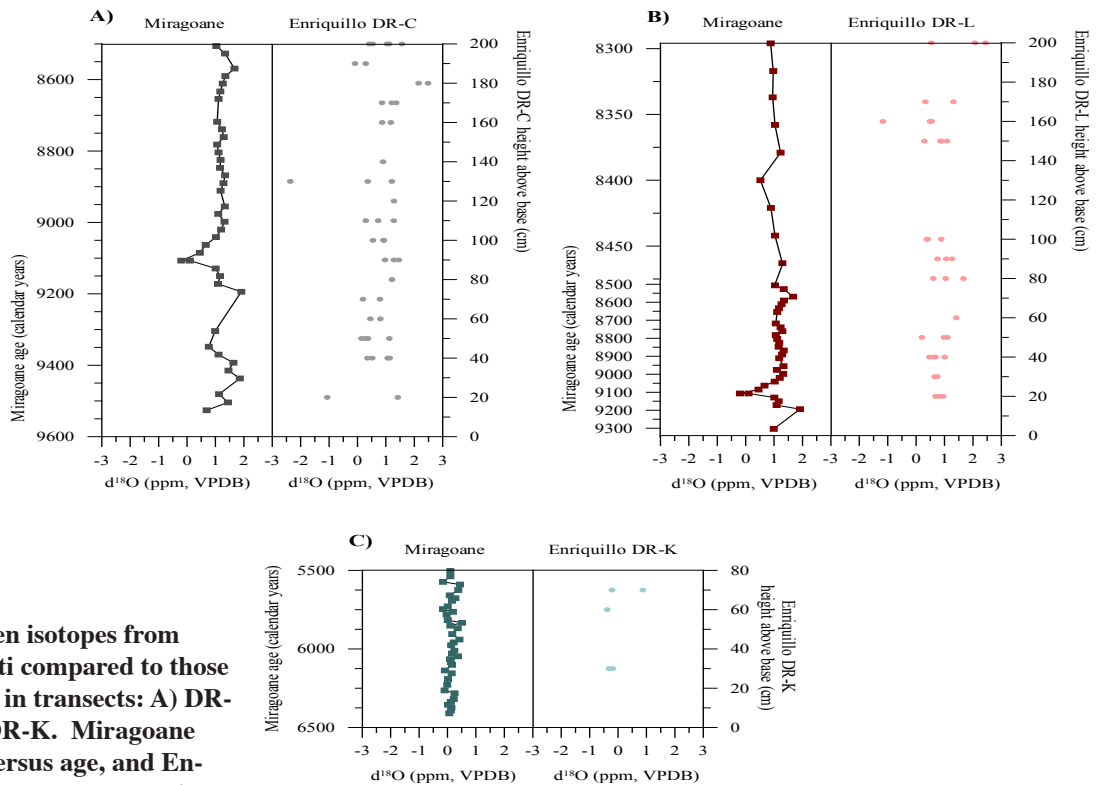 A)
Miragoane
Enriquillo DR-C
8600
8800
9000
9200
9400
9600
Miragoane age (calendar years)
200
180
160
140
120
100
80
60
40
20
0
Enriquillo DR-C height above base (cm)
-3 -2 -1 0 1 2 -3 -2 -1 0 1 2 3
d¹⁸O (ppm, VPDB)
d¹⁸O (ppm, VPDB)
B)
Miragoane
Enriquillo DR-L
8300
8350
8400
8450
8500
8600
8700
8800
8900
9000
9100
9200
9300
Miragoane age (calendar years)
200
180
160
140
120
100
80
60
40
20
0
Enriquillo DR-L height above base (cm)
-3 -2 -1 0 1 2 -3 -2 -1 0 1 2 3
d¹⁸O (ppm, VPDB)
d¹⁸O (ppm, VPDB)
C)
Miragoane
Enriquillo DR-K
5500
6000
6500
Miragoane age (calendar years)
80
60
40
20
0
Enriquillo DR-K
height above base (cm)
-3 -2 -1 0 1 2 -3 -2 -1 0 1 2 3
d¹⁸O (ppm, VPDB)
d¹⁸O (ppm, VPDB)
en isotopes from
ti compared to those
in transects: A) DR-
DR-K. Miragoane
ersus age, and En-